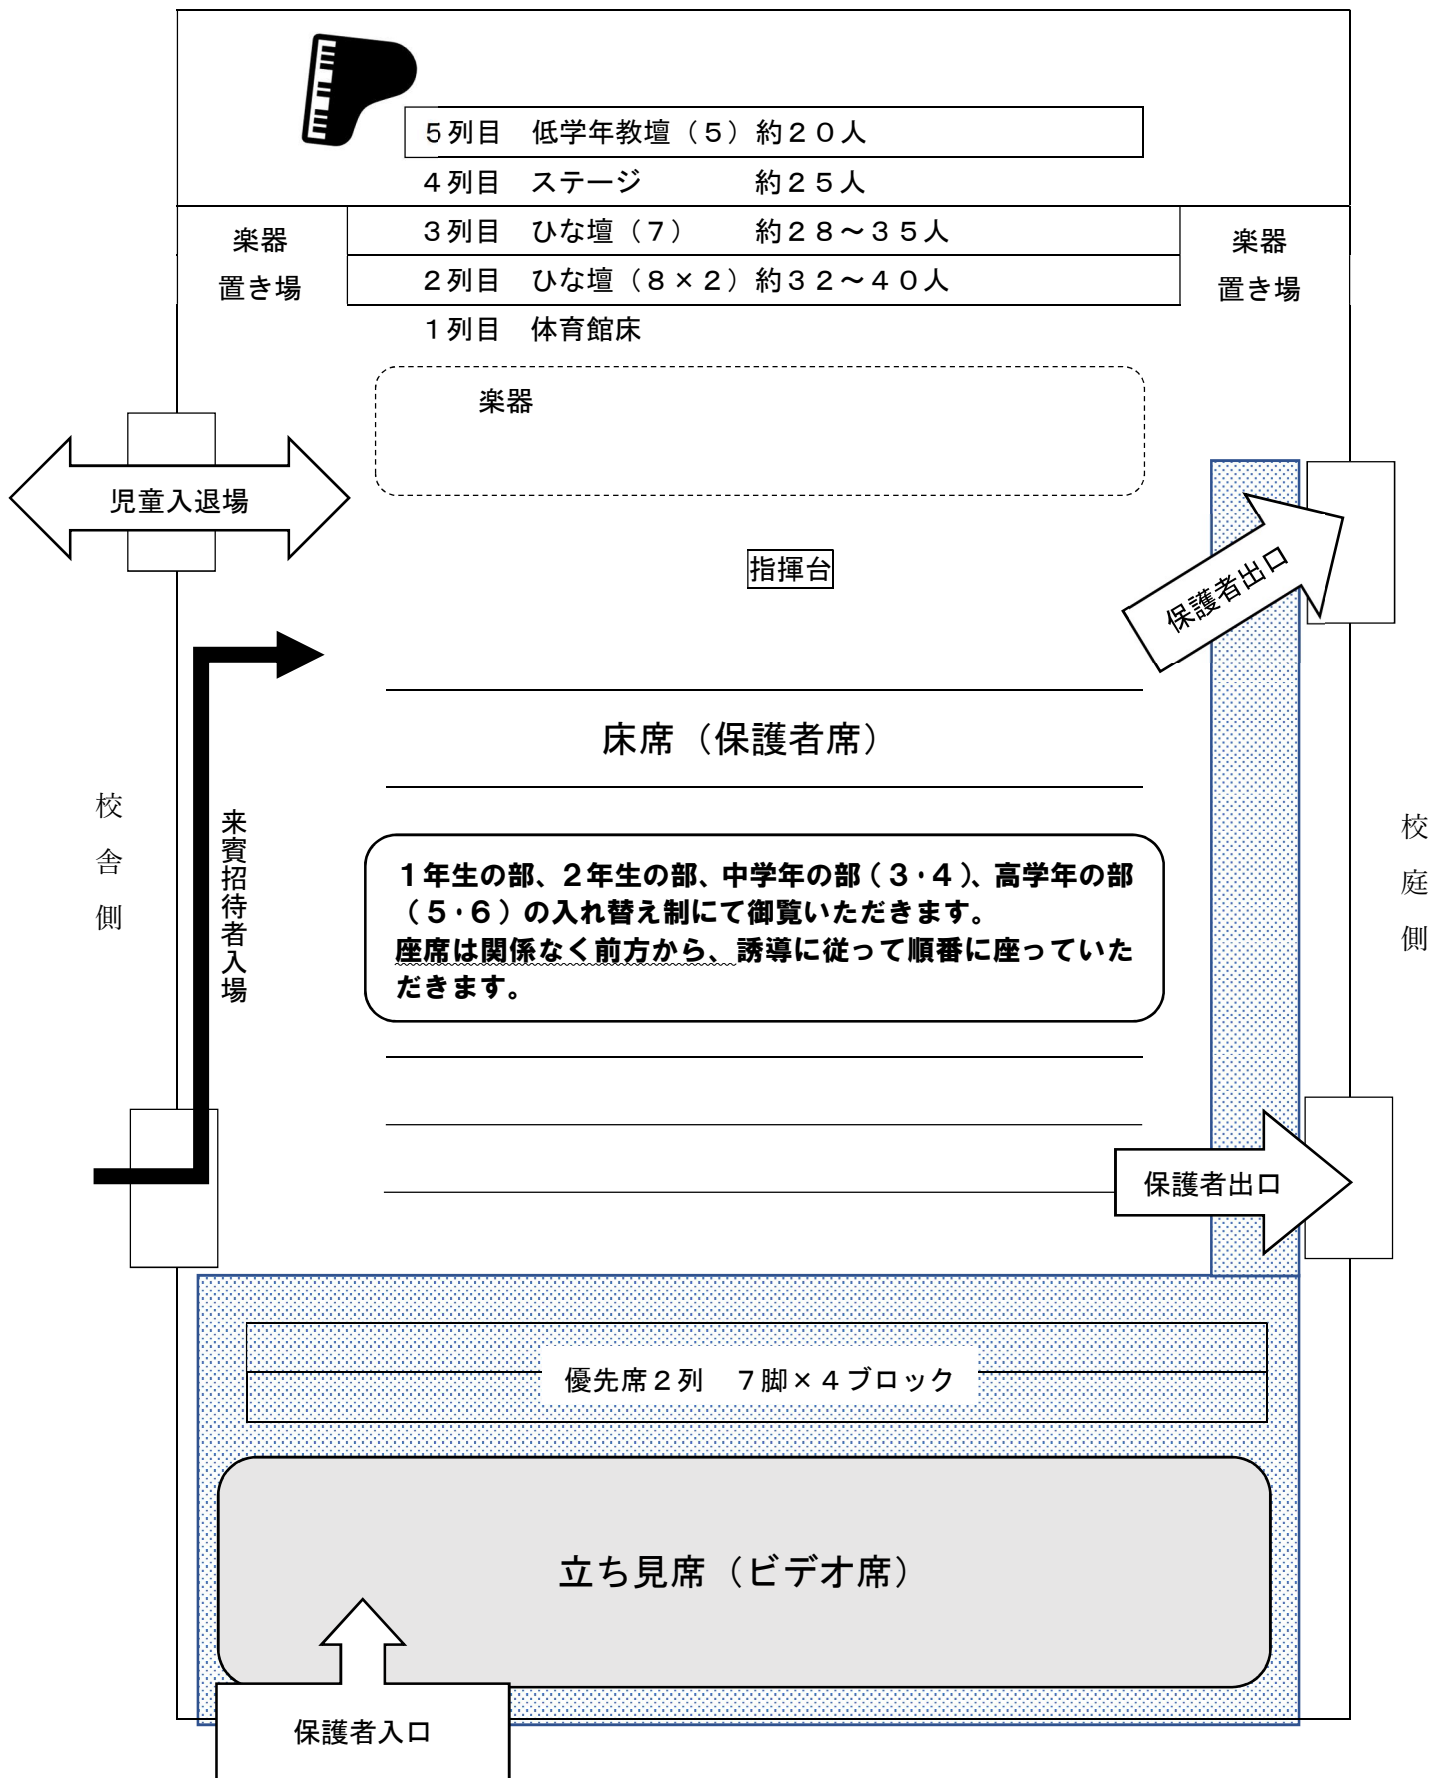 5列目　低学年教壇（5）約20人
4列目　ステージ　　　　約25人
楽器
置き場
3列目　ひな壇（7）　　約28～35人
2列目　ひな壇（8×2）約32～40人
1列目　体育館床
楽器
置き場
楽器
児童入退場
指揮台
保護者出口
床席（保護者席）
校舎側
来賓招待者入場
校庭側
1年生の部、2年生の部、中学年の部（3・4）、高学年の部
（5・6）の入れ替え制にて御覧いただきます。
座席は関係なく前方から、誘導に従って順番に座っていた
だきます。
保護者出口
優先席2列　7脚×4ブロック
立ち見席（ビデオ席）
保護者入口